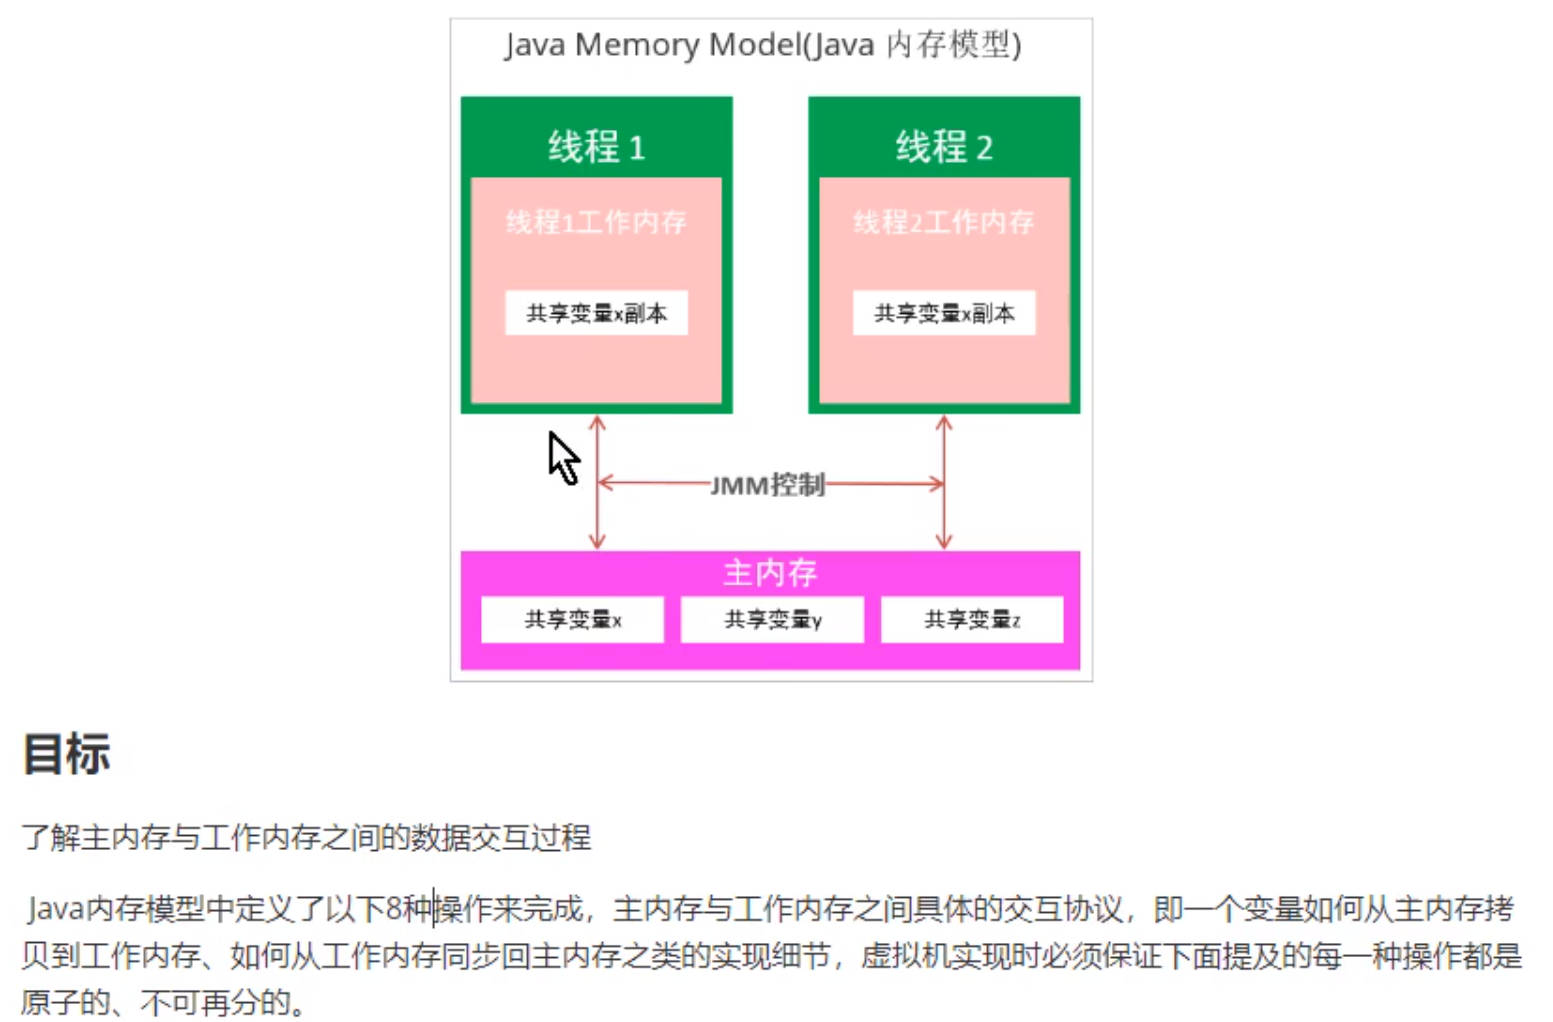 Java Memory Model(Java 内存模型)
线程 1
线程 2
线程1工作内存
线程2工作内存
共享变量x副本
共享变量x副本
JMM控制
主内存
共享变量x
共享变量y
共享变量z
目标
了解主内存与工作内存之间的数据交互过程
Java内存模型中定义了以下8种操作来完成，主内存与工作内存之间具体的交互协议，即一个变量如何从主内存拷
贝到工作内存、如何从工作内存同步回主内存之类的实现细节，虚拟机实现时必须保证下面提及的每一种操作都是
原子的、不可再分的。